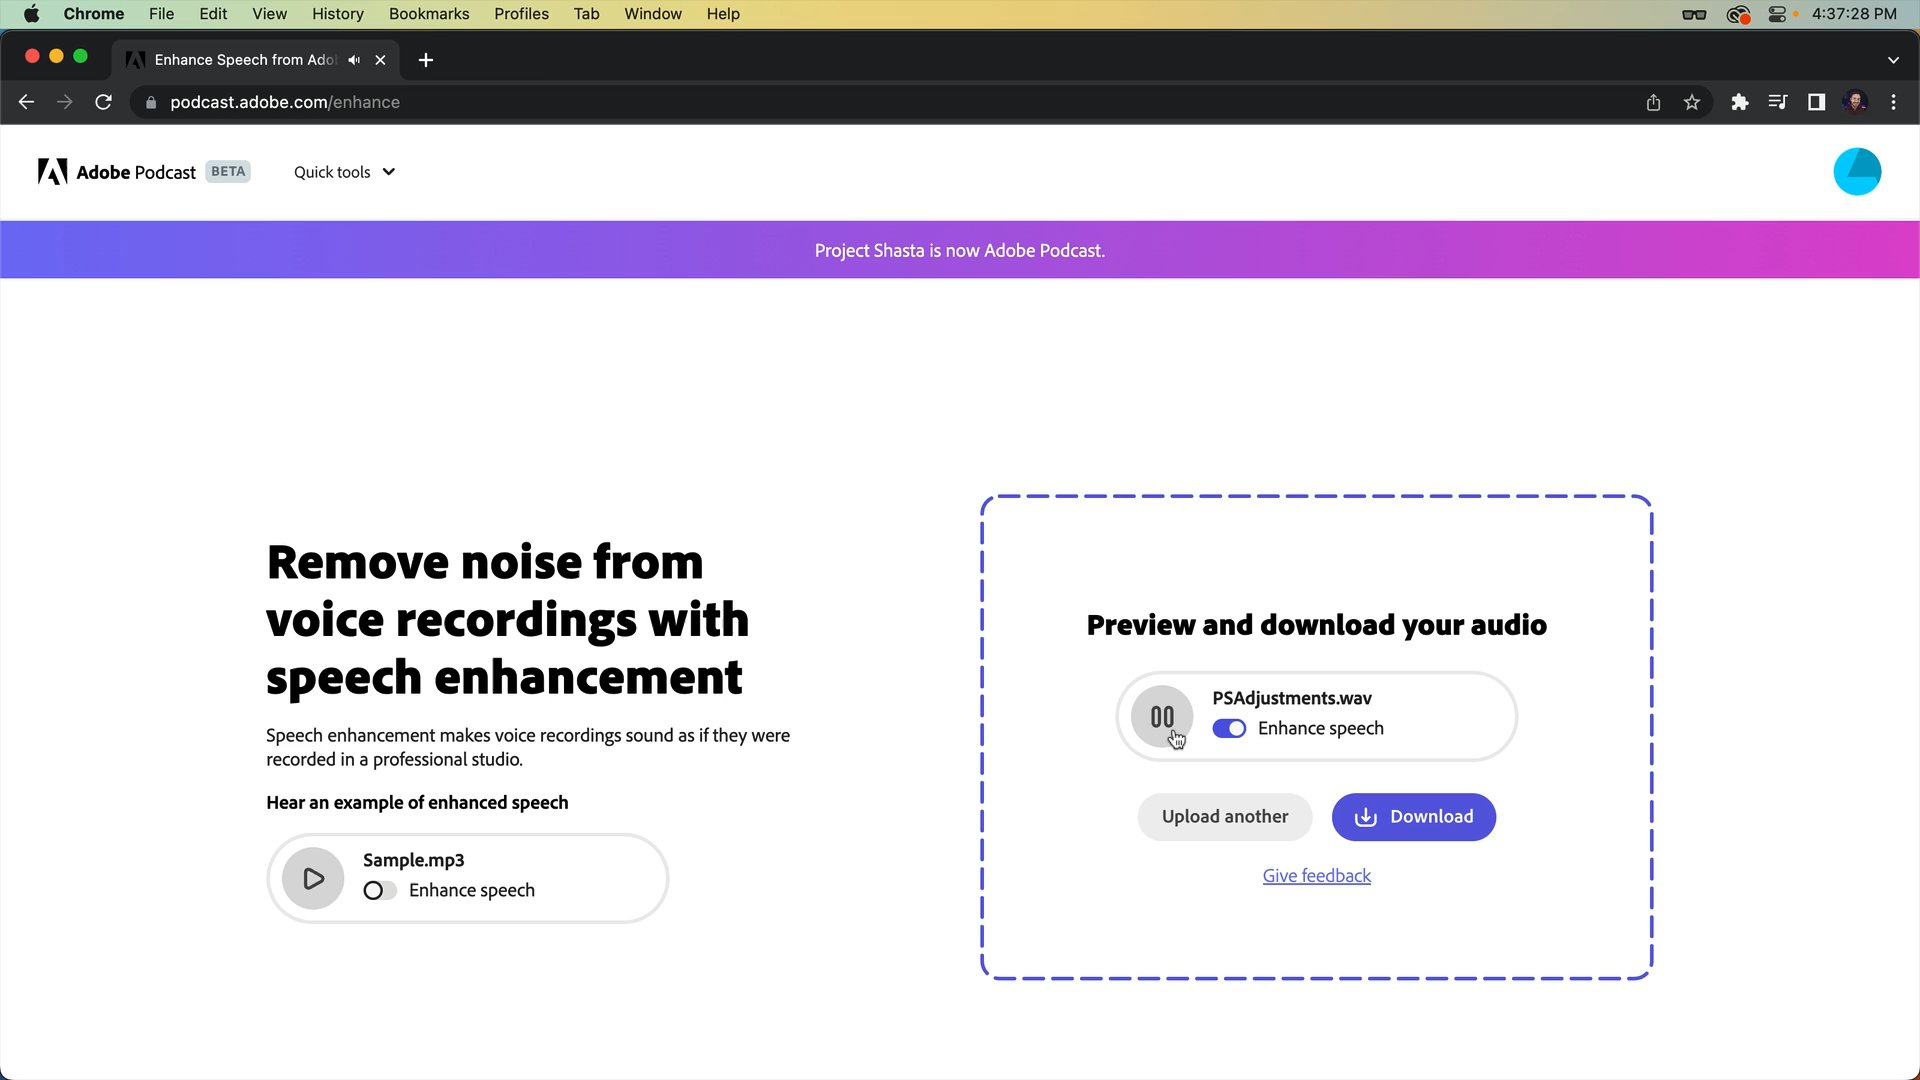 Chrome File Edit View History Bookmarks Profiles Tab Window Help 4:37:28 PM
Enhance Speech from Ado
podcast.adobe.com/enhance
Adobe Podcast BETA Quick tools
Project Shasta is now Adobe Podcast.
Remove noise from
voice recordings with
speech enhancement
Speech enhancement makes voice recordings sound as if they were
recorded in a professional studio.
Hear an example of enhanced speech
Sample.mp3
Enhance speech
Preview and download your audio
PSAdjustments.wav
Enhance speech
Upload another Download
Give feedback